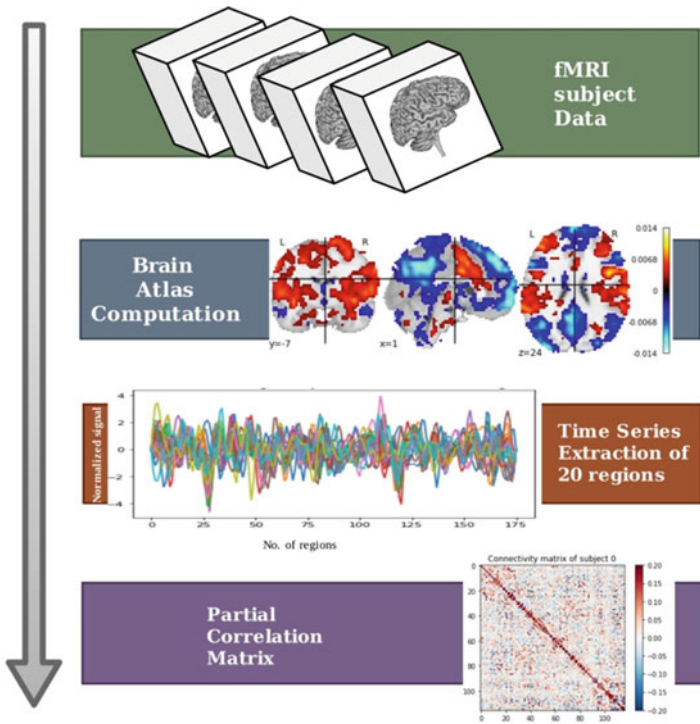 fMRI
subject
Data
Brain
Atlas
Computation
L R
y=-7
x=1
L R
z=24
0.014
0.0068
0
-0.0068
-0.014
Normalized signal
4
2
0
−2
−4
0 25 50 75 100 125 150 175
No. of regions
Time Series
Extraction of
20 regions
Partial
Correlation
Matrix
Connectivity matrix of subject 0
0
20
40
60
80
100
0 20 40 60 80 100
0.20
0.15
0.10
0.05
0.00
−0.05
−0.10
−0.15
−0.20